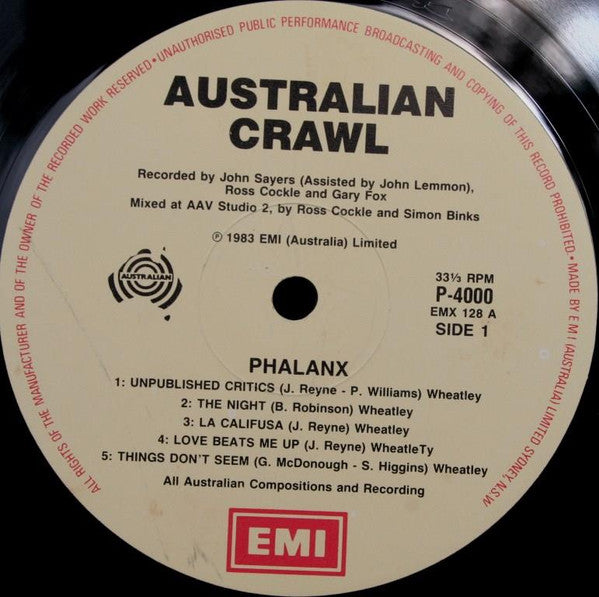 ALL RIGHTS OF THE MANUFACTURER AND OF THE OWNER OF THE RECORDED WORK RESERVED • UNAUTHORISED PUBLIC PERFORMANCE BROADCASTING AND COPYING OF THIS RECORD PROHIBITED. • MADE BY E M I (AUSTRALIA) LIMITED SYDNEY, N.S.W
AUSTRALIAN
CRAWL
Recorded by John Sayers (Assisted by John Lemmon),
Ross Cockle and Gary Fox
Mixed at AAV Studio 2, by Ross Cockle and Simon Binks
℗ 1983 EMI (Australia) Limited
AUSTRALIAN
33⅓ RPM
P-4000
EMX 128 A
SIDE 1
PHALANX
1: UNPUBLISHED CRITICS (J. Reyne - P. Williams) Wheatley
2: THE NIGHT (B. Robinson) Wheatley
3: LA CALIFUSA (J. Reyne) Wheatley
4: LOVE BEATS ME UP (J. Reyne) WheatleTy
5: THINGS DON'T SEEM (G. McDonough - S. Higgins) Wheatley
All Australian Compositions and Recording
EMI